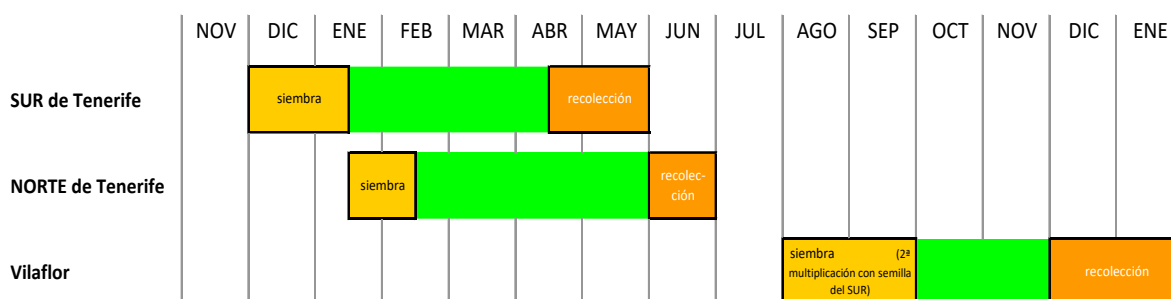 NOV DIC ENE FEB MAR ABR MAY JUN JUL AGO SEP OCT NOV DIC ENE
SUR de Tenerife
siembra
recolección
NORTE de Tenerife
siembra
recolec-
ción
Vilaflor
siembra (2ª
multiplicación con semilla
del SUR)
recolección